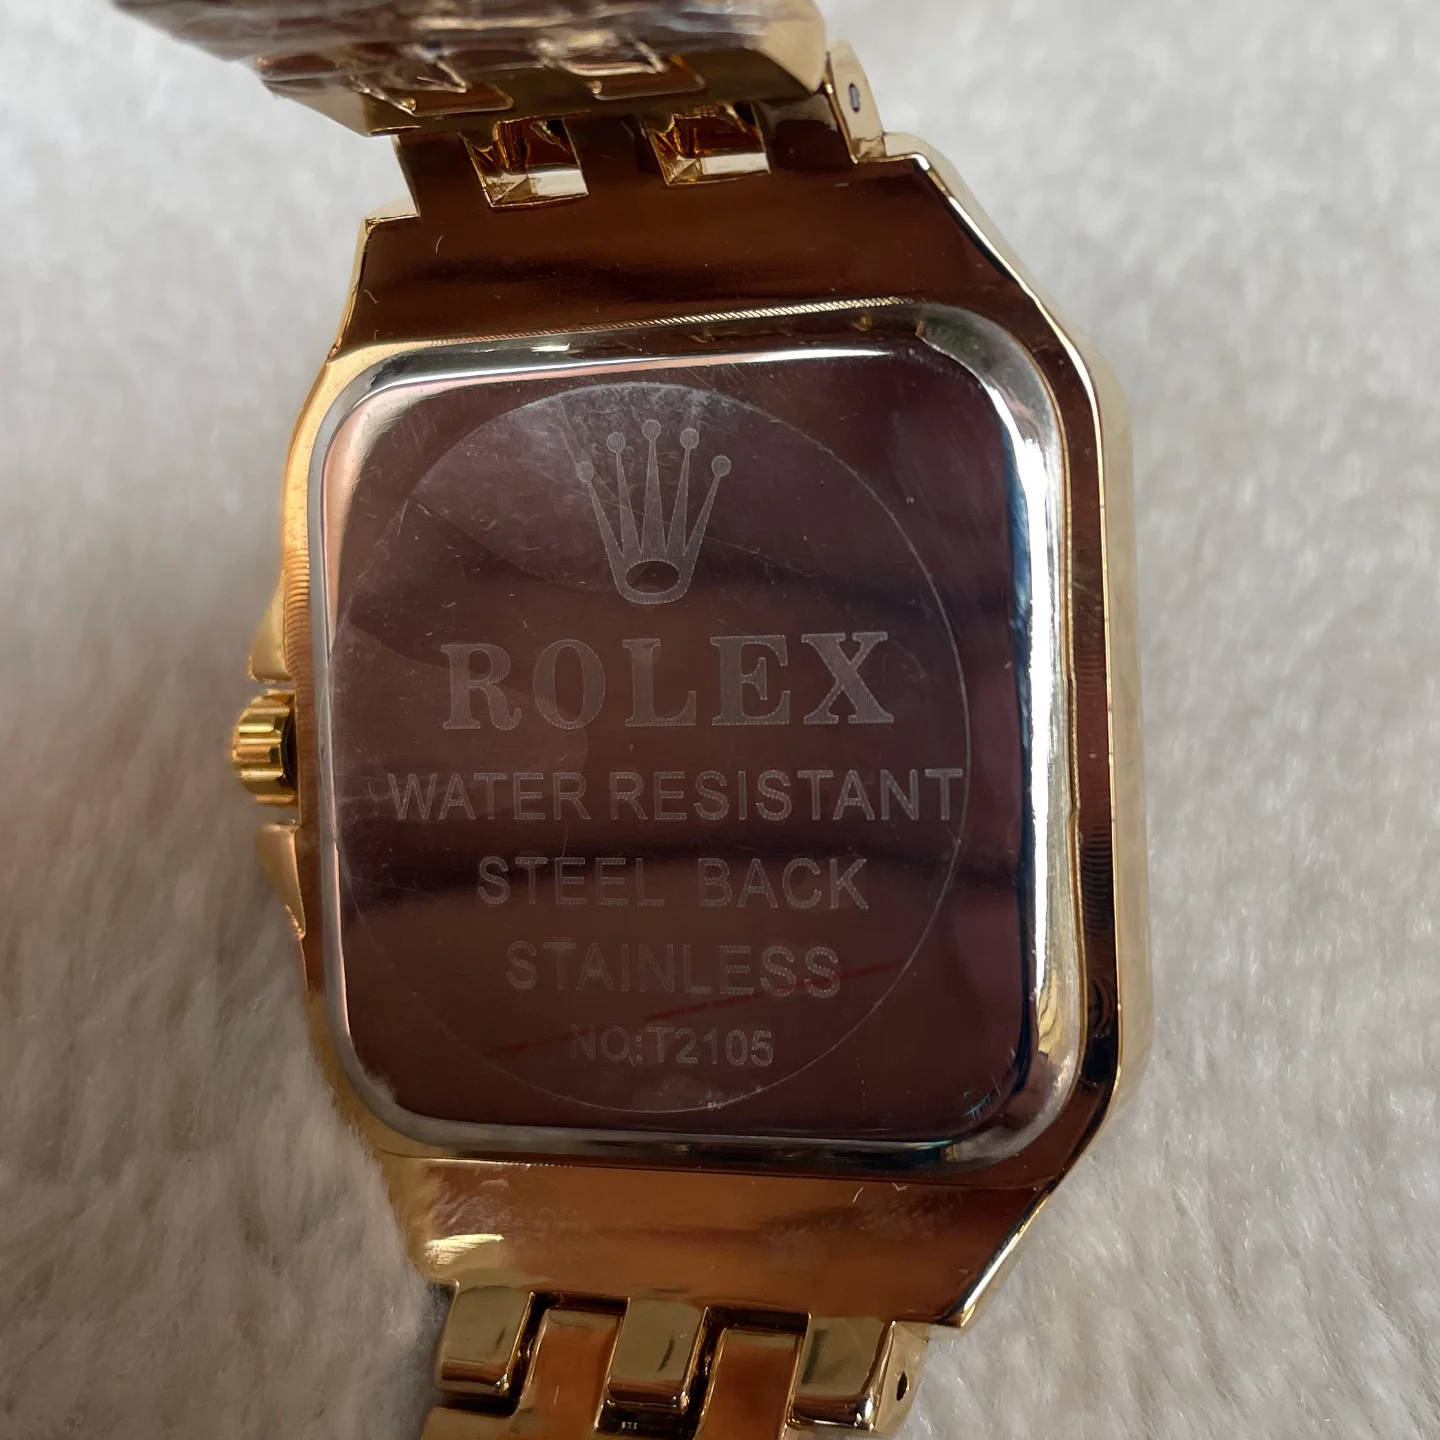 ROLEX
WATER RESISTANT
STEEL BACK
STAINLESS
NO:T2105